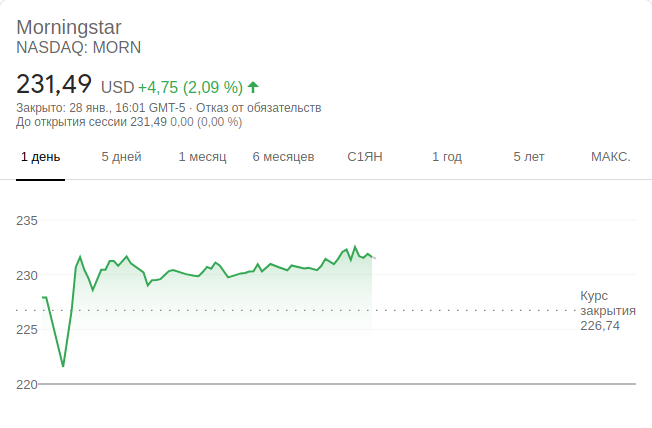 Morningstar
NASDAQ: MORN
231,49 USD +4,75 (2,09 %)
Закрыто: 28 янв., 16:01 GMT-5 · Отказ от обязательств
До открытия сессии 231,49 0,00 (0,00 %)
1 день 5 дней 1 месяц 6 месяцев С1ЯН 1 год 5 лет МАКС.
235
230
Курс
закрытия
226,74
225
220